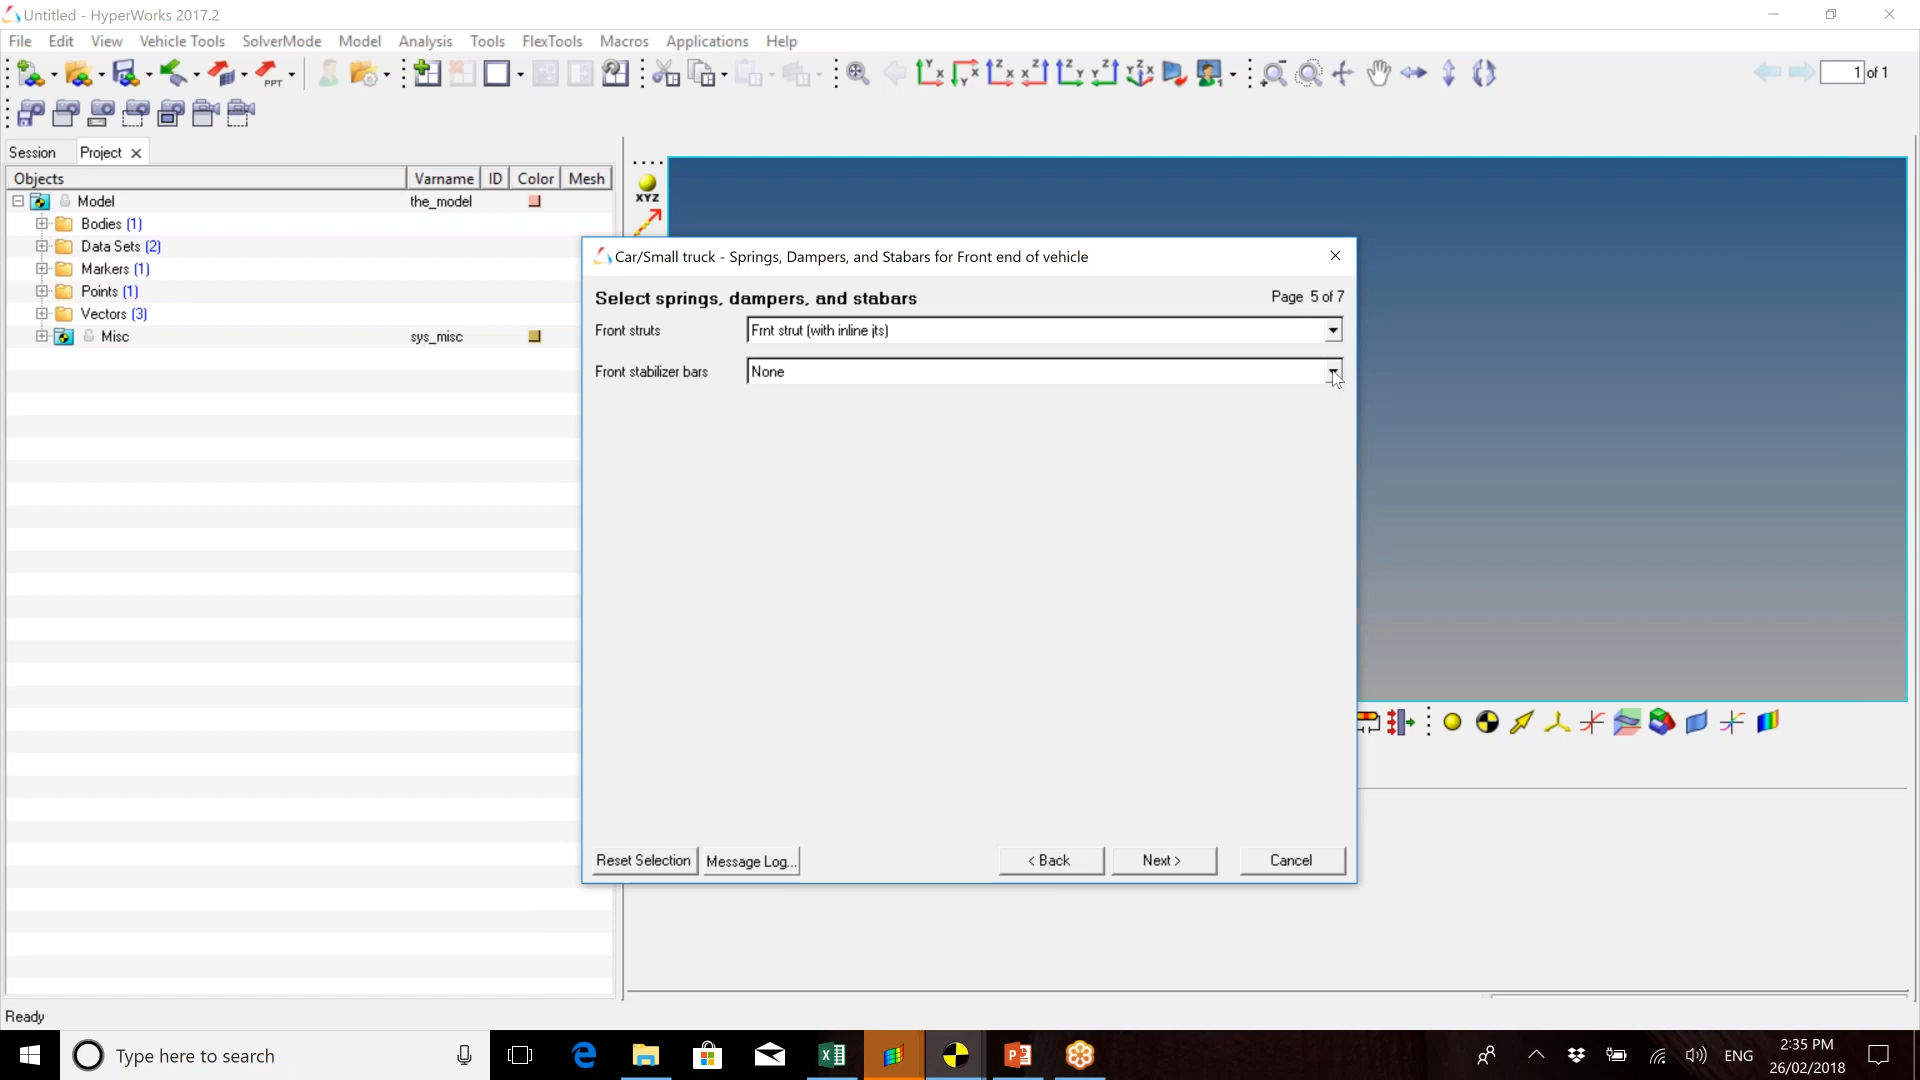 Untitled - HyperWorks 2017.2
File Edit View Vehicle Tools SolverMode Model Analysis Tools FlexTools Macros Applications Help
1 of 1
Session Project
Objects Varname ID Color Mesh
Model the_model
Bodies (1)
Data Sets (2)
Markers (1)
Points (1)
Vectors (3)
Misc sys_misc
XYZ
Car/Small truck - Springs, Dampers, and Stabars for Front end of vehicle
Select springs, dampers, and stabars Page 5 of 7
Front struts Frnt strut (with inline jts)
Front stabilizer bars None
Reset Selection Message Log... < Back Next > Cancel
Ready
Type here to search
ENG
2:35 PM
26/02/2018